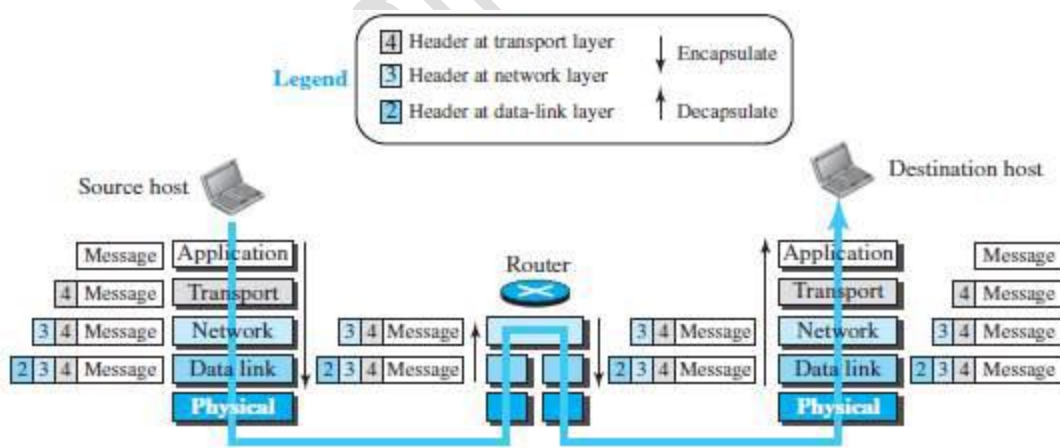 Legend
4 Header at transport layer
3 Header at network layer
2 Header at data-link layer
Encapsulate
Decapsulate
Source host
Destination host
Router
Message Application
4 Message Transport
3 4 Message Network
2 3 4 Message Data link
Physical
3 4 Message
2 3 4 Message
3 4 Message
2 3 4 Message
Application Message
Transport 4 Message
Network 3 4 Message
Data link 2 3 4 Message
Physical